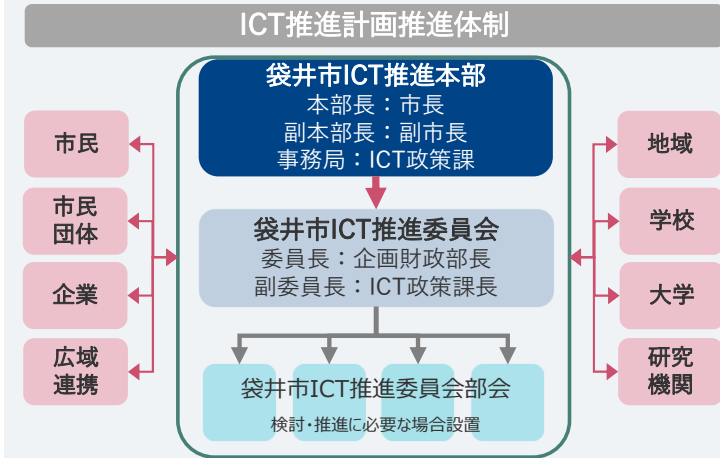 ICT推進計画推進体制
袋井市ICT推進本部
本部長：市長
副本部長：副市長
事務局：ICT政策課
袋井市ICT推進委員会
委員長：企画財政部長
副委員長：ICT政策課長
袋井市ICT推進委員会部会
検討・推進に必要な場合設置
市民
市民
団体
企業
広域
連携
地域
学校
大学
研究
機関